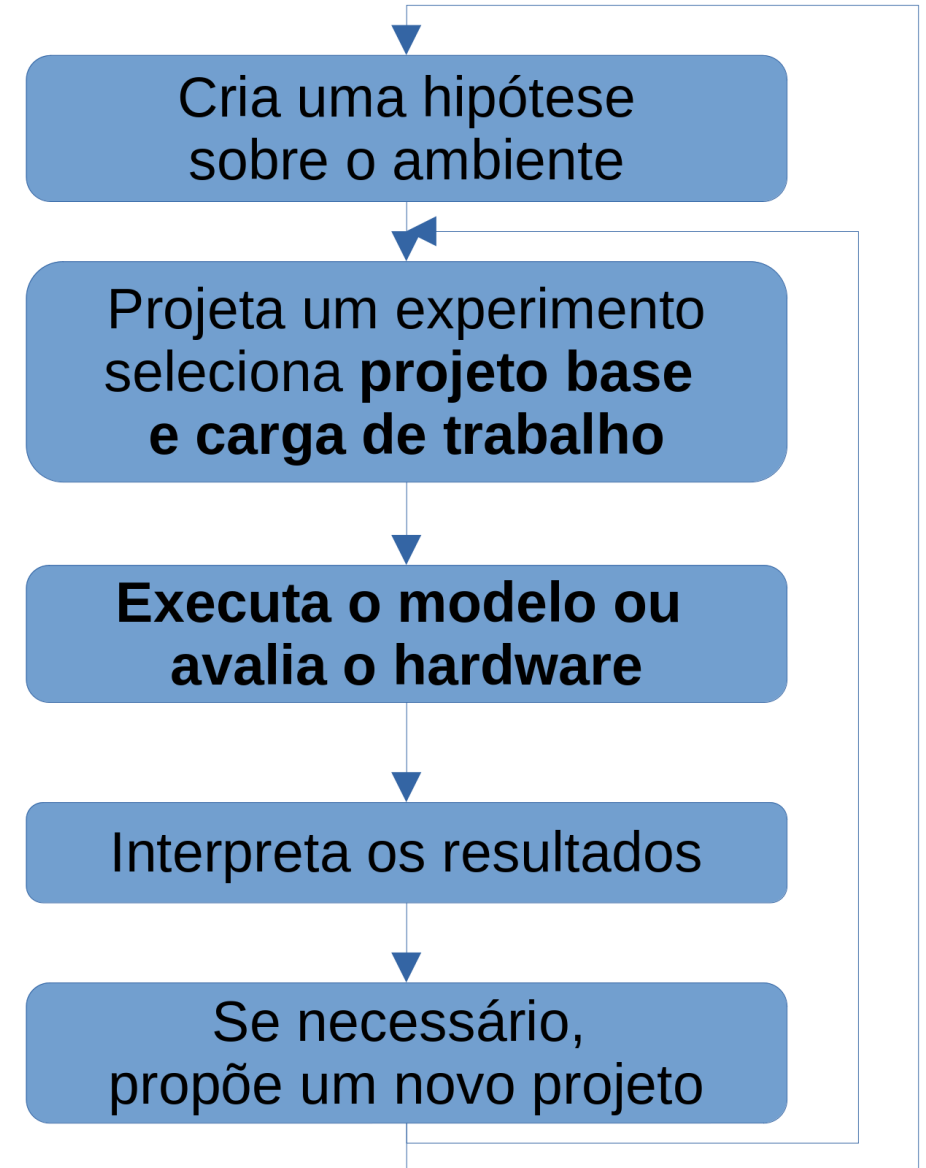 Cria uma hipótese
sobre o ambiente
Projeta um experimento
seleciona projeto base
e carga de trabalho
Executa o modelo ou
avalia o hardware
Interpreta os resultados
Se necessário,
propõe um novo projeto